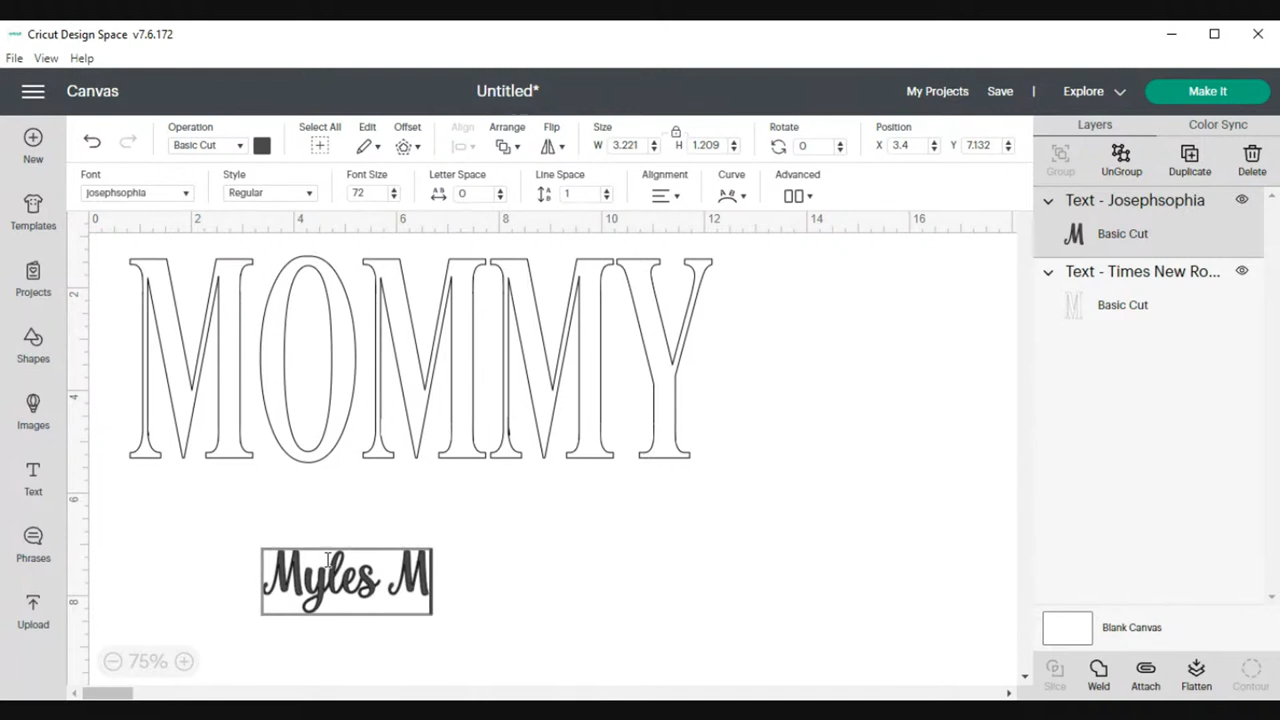 Cricut Design Space v7.6.172
File View Help
Canvas Untitled* My Projects Save | Explore Make It
Operation Select All Edit Offset Align Arrange Flip Size Rotate Position
Basic Cut W 3.221 H 1.209 0 X 3.4 Y 7.132
Font Style Font Size Letter Space Line Space Alignment Curve Advanced
Josephsophia Regular 72 0 1
New
Templates
Projects
Shapes
Images
Text
Phrases
Upload
0 2 4 6 8 10 12 14 16
2
4
6
8
MOMMY
Myles M
75%
Layers Color Sync
Group UnGroup Duplicate Delete
Text - Josephsophia
Basic Cut
Text - Times New Ro...
Basic Cut
Blank Canvas
Slice Weld Attach Flatten Contour